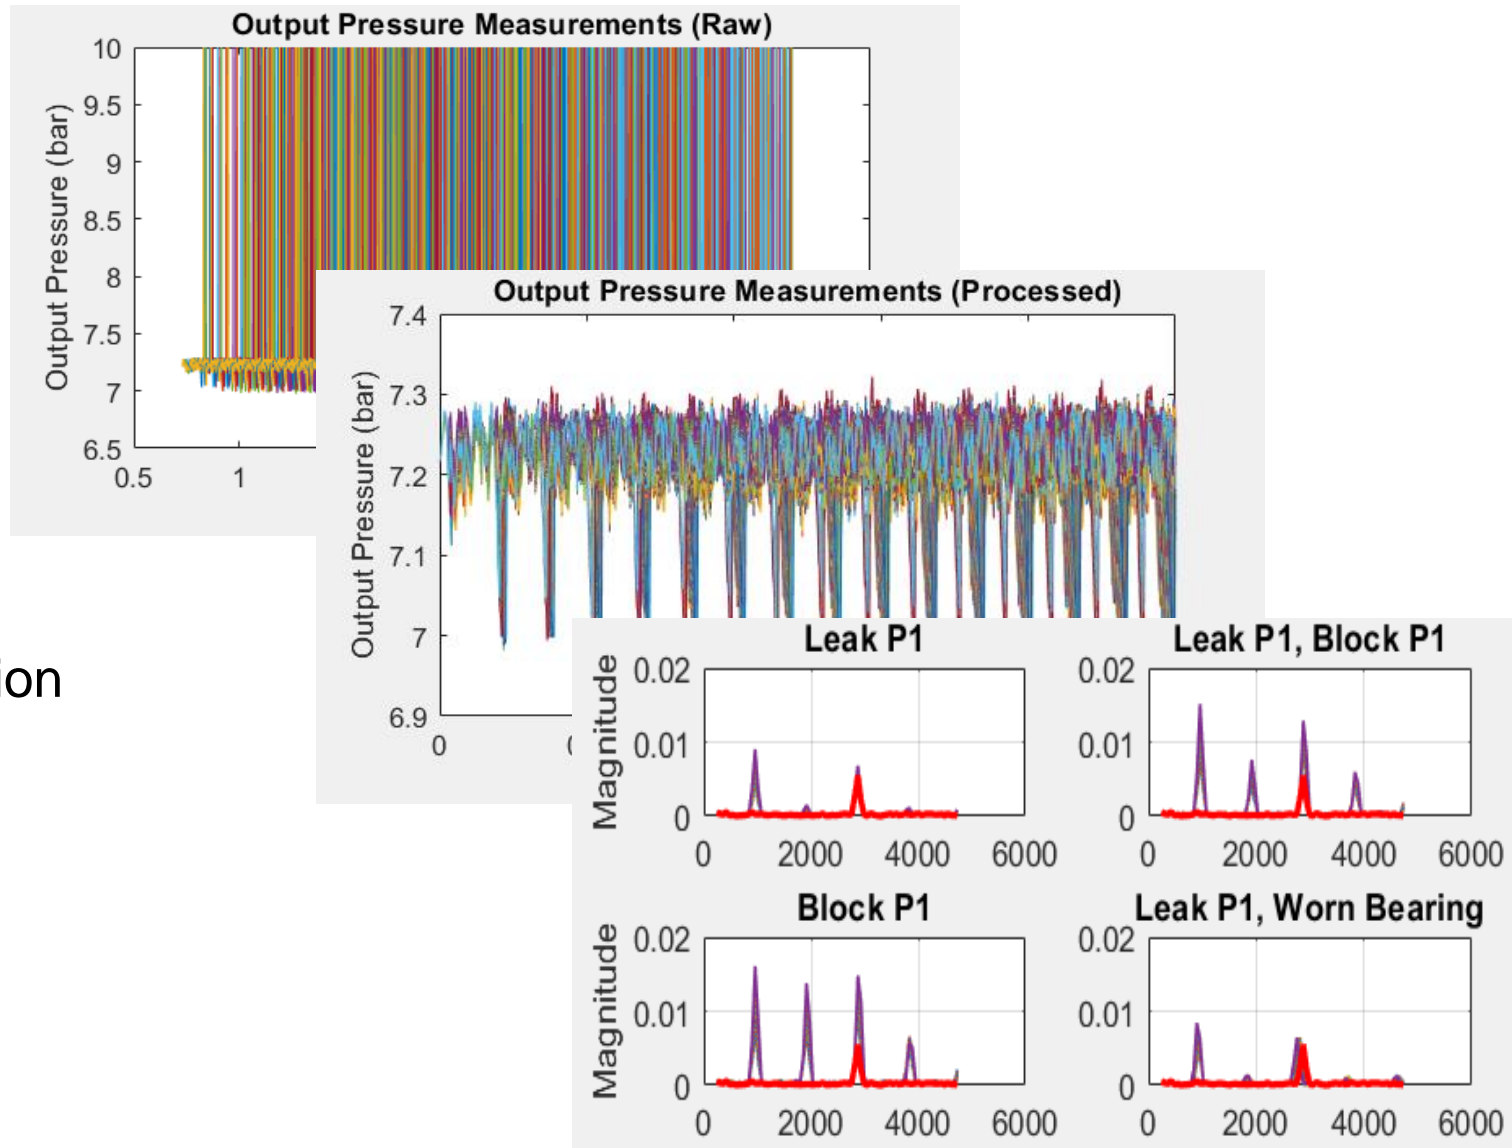 Output Pressure Measurements (Raw)
Output Pressure (bar)
10
9.5
9
8.5
8
7.5
7
6.5
0.5 1
Output Pressure Measurements (Processed)
Output Pressure (bar)
7.4
7.3
7.2
7.1
7
6.9
0
ion
Leak P1
Magnitude
0.02
0.01
0
0 2000 4000 6000
Leak P1, Block P1
0.02
0.01
0
0 2000 4000 6000
Block P1
Magnitude
0.02
0.01
0
0 2000 4000 6000
Leak P1, Worn Bearing
0.02
0.01
0
0 2000 4000 6000